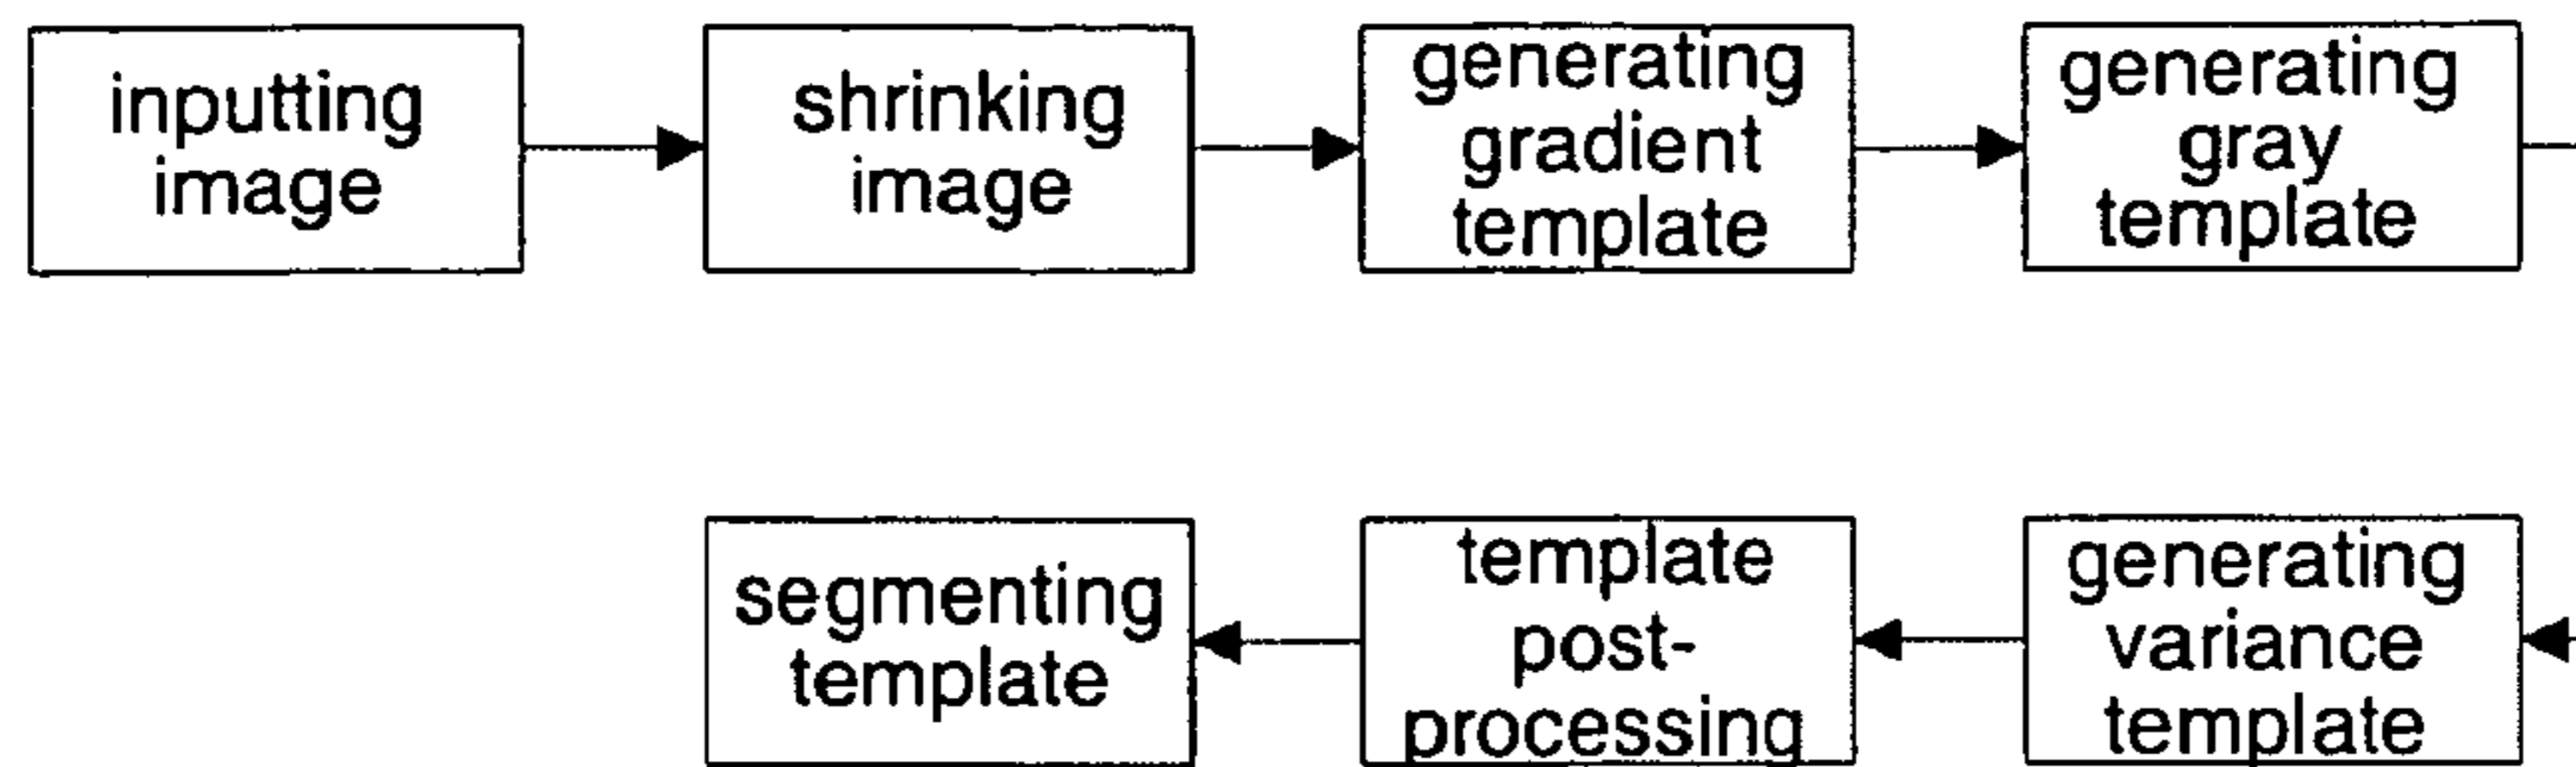 inputting
image
shrinking
image
generating
gradient
template
generating
gray
template
generating
variance
template
template
post-
processing
segmenting
template